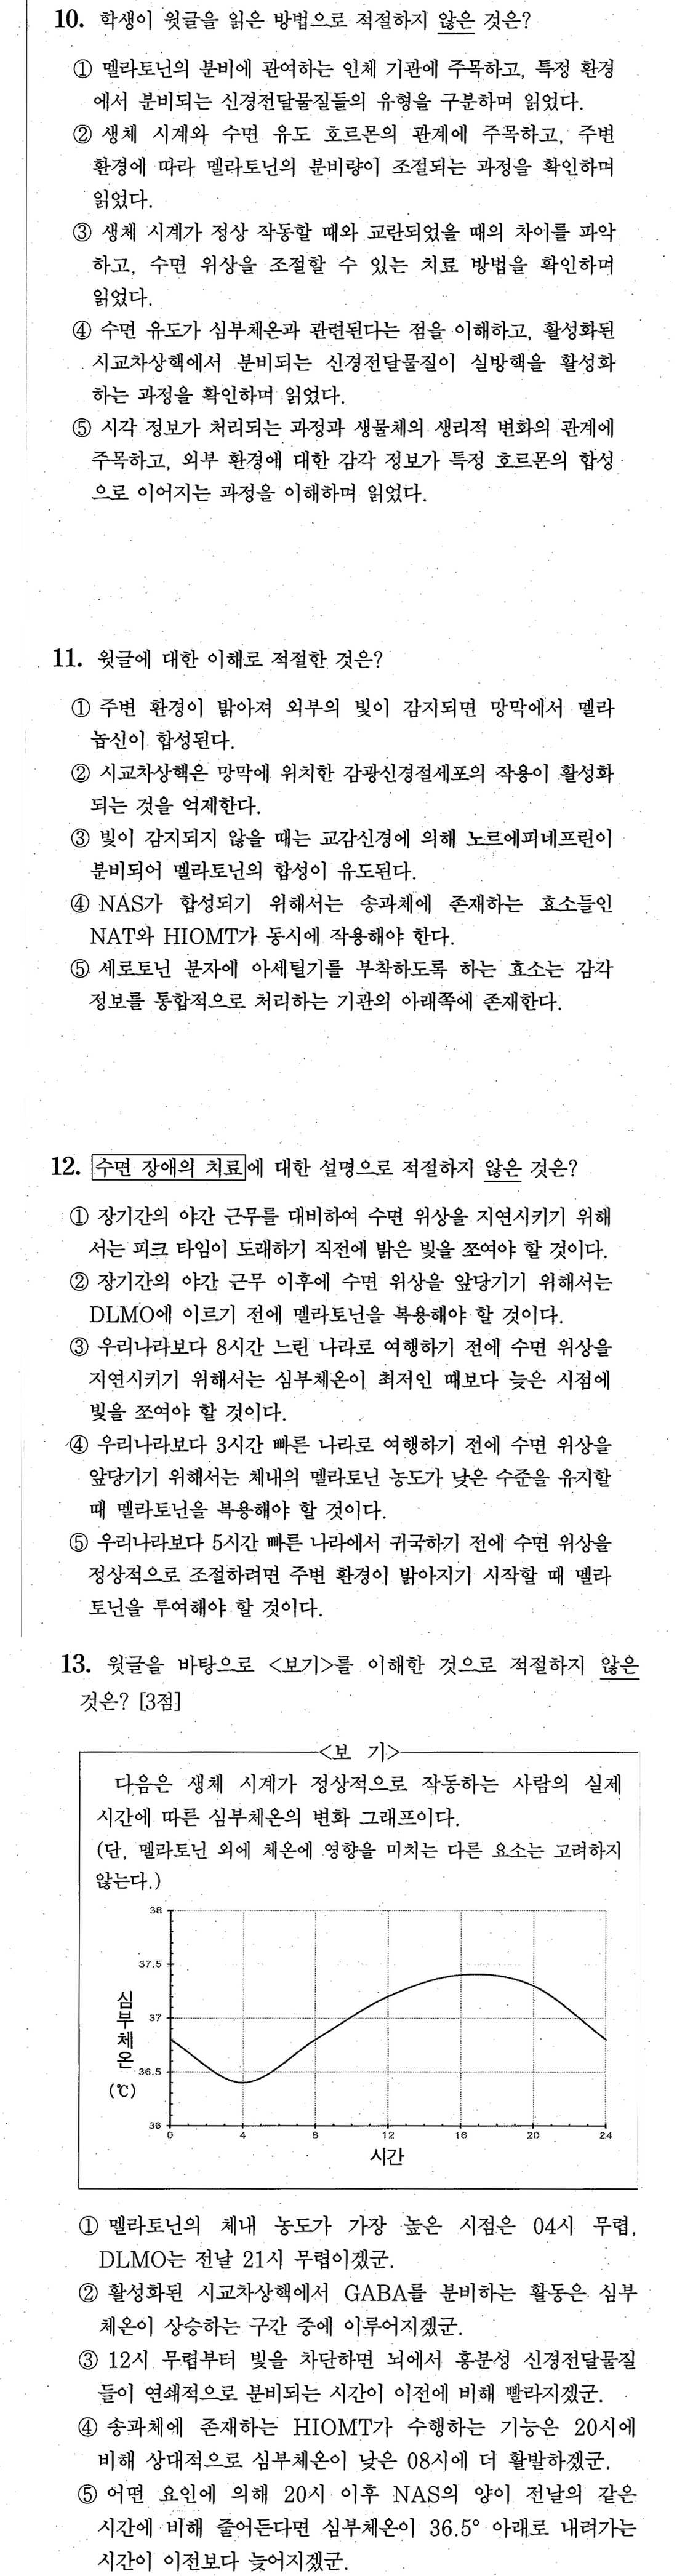 10. 학생이 윗글을 읽은 방법으로 적절하지 않은 것은?
① 멜라토닌의 분비에 관여하는 인체 기관에 주목하고, 특정 환경
에서 분비되는 신경전달물질들의 유형을 구분하며 읽었다.
② 생체 시계와 수면 유도 호르몬의 관계에 주목하고, 주변
환경에 따라 멜라토닌의 분비량이 조절되는 과정을 확인하며
읽었다.
③ 생체 시계가 정상 작동할 때와 교란되었을 때의 차이를 파악
하고, 수면 위상을 조절할 수 있는 치료 방법을 확인하며
읽었다.
④ 수면 유도가 심부체온과 관련된다는 점을 이해하고, 활성화된
시교차상핵에서 분비되는 신경전달물질이 실방핵을 활성화
하는 과정을 확인하며 읽었다.
⑤ 시각 정보가 처리되는 과정과 생물체의 생리적 변화의 관계에
주목하고, 외부 환경에 대한 감각 정보가 특정 호르몬의 합성
으로 이어지는 과정을 이해하며 읽었다.
11. 윗글에 대한 이해로 적절한 것은?
① 주변 환경이 밝아져 외부의 빛이 감지되면 망막에서 멜라
놉신이 합성된다.
② 시교차상핵은 망막에 위치한 감광신경절세포의 작용이 활성화
되는 것을 억제한다.
③ 빛이 감지되지 않을 때는 교감신경에 의해 노르에피네프린이
분비되어 멜라토닌의 합성이 유도된다.
④ NAS가 합성되기 위해서는 송과체에 존재하는 효소들인
NAT와 HIOMT가 동시에 작용해야 한다.
⑤ 세로토닌 분자에 아세틸기를 부착하도록 하는 효소는 감각
정보를 통합적으로 처리하는 기관의 아래쪽에 존재한다.
12. 수면 장애의 치료에 대한 설명으로 적절하지 않은 것은?
① 장기간의 야간 근무를 대비하여 수면 위상을 지연시키기 위해
서는 피크 타임이 도래하기 직전에 밝은 빛을 쪼여야 할 것이다.
② 장기간의 야간 근무 이후에 수면 위상을 앞당기기 위해서는
DLMO에 이르기 전에 멜라토닌을 복용해야 할 것이다.
③ 우리나라보다 8시간 느린 나라로 여행하기 전에 수면 위상을
지연시키기 위해서는 심부체온이 최저인 때보다 늦은 시점에
빛을 쪼여야 할 것이다.
④ 우리나라보다 3시간 빠른 나라로 여행하기 전에 수면 위상을
앞당기기 위해서는 체내의 멜라토닌 농도가 낮은 수준을 유지할
때 멜라토닌을 복용해야 할 것이다.
⑤ 우리나라보다 5시간 빠른 나라에서 귀국하기 전에 수면 위상을
정상적으로 조절하려면 주변 환경이 밝아지기 시작할 때 멜라
토닌을 투여해야 할 것이다.
13. 윗글을 바탕으로 <보기>를 이해한 것으로 적절하지 않은
것은? [3점]
<보 기>
다음은 생체 시계가 정상적으로 작동하는 사람의 실제
시간에 따른 심부체온의 변화 그래프이다.
(단, 멜라토닌 외에 체온에 영향을 미치는 다른 요소는 고려하지
않는다.)
38
37.5
37
36.5
36
심부체온
(℃)
0 4 8 12 16 20 24
시간
① 멜라토닌의 체내 농도가 가장 높은 시점은 04시 무렵,
DLMO는 전날 21시 무렵이겠군.
② 활성화된 시교차상핵에서 GABA를 분비하는 활동은 심부
체온이 상승하는 구간 중에 이루어지겠군.
③ 12시 무렵부터 빛을 차단하면 뇌에서 흥분성 신경전달물질
들이 연쇄적으로 분비되는 시간이 이전에 비해 빨라지겠군.
④ 송과체에 존재하는 HIOMT가 수행하는 기능은 20시에
비해 상대적으로 심부체온이 낮은 08시에 더 활발하겠군.
⑤ 어떤 요인에 의해 20시 이후 NAS의 양이 전날의 같은
시간에 비해 줄어든다면 심부체온이 36.5° 아래로 내려가는
시간이 이전보다 늦어지겠군.